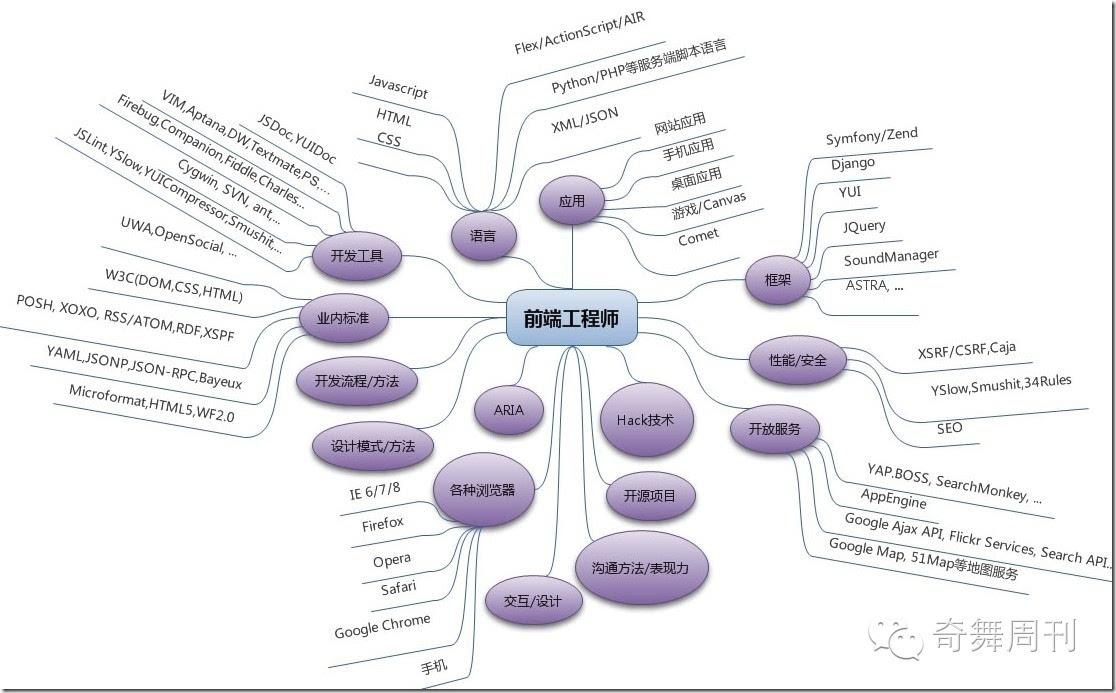 前端工程师
语言
Javascript
HTML
CSS
Flex/ActionScript/AIR
Python/PHP等服务端脚本语言
XML/JSON
应用
网站应用
手机应用
桌面应用
游戏/Canvas
Comet
框架
Symfony/Zend
Django
YUI
JQuery
SoundManager
ASTRA, ...
性能/安全
XSRF/CSRF,Caja
YSlow,Smushit,34Rules
SEO
开放服务
YAP.BOSS, SearchMonkey, ...
AppEngine
Google Ajax API, Flickr Services, Search API...
Google Map, 51Map等地图服务
Hack技术
开源项目
沟通方法/表现力
交互/设计
ARIA
各种浏览器
IE 6/7/8
Firefox
Opera
Safari
Google Chrome
手机
设计模式/方法
开发流程/方法
业内标准
UWA,OpenSocial, ...
W3C(DOM,CSS,HTML)
POSH, XOXO, RSS/ATOM,RDF,XSPF
YAML,JSONP,JSON-RPC,Bayeux
Microformat,HTML5,WF2.0
开发工具
JSDoc,YUIDoc
VIM,Aptana,DW,Textmate,PS,...
Firebug,Companion,Fiddle,Charles...
Cygwin, SVN, ant,...
JSLint,YSlow,YUICompressor,Smushit,...
奇舞周刊